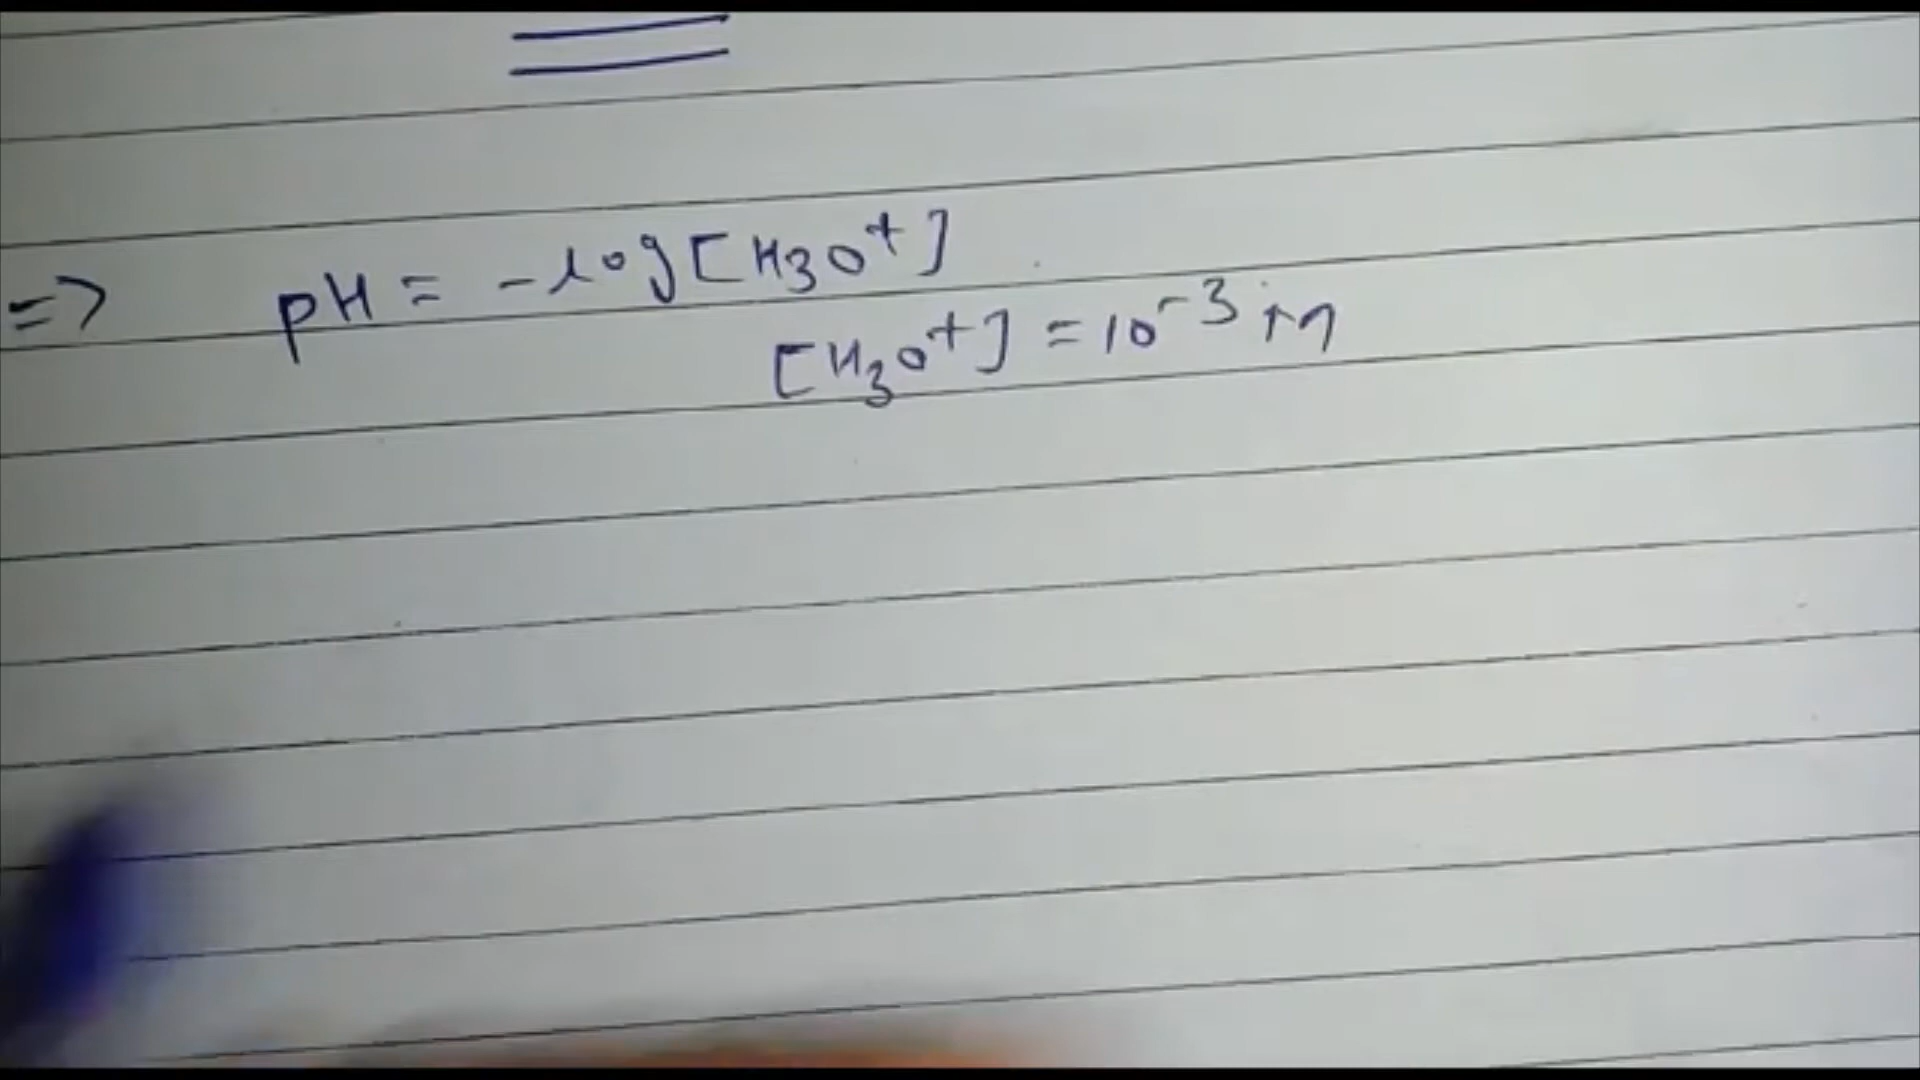 => pH = -log[H3O+]
[H3O+] = 10-3 M